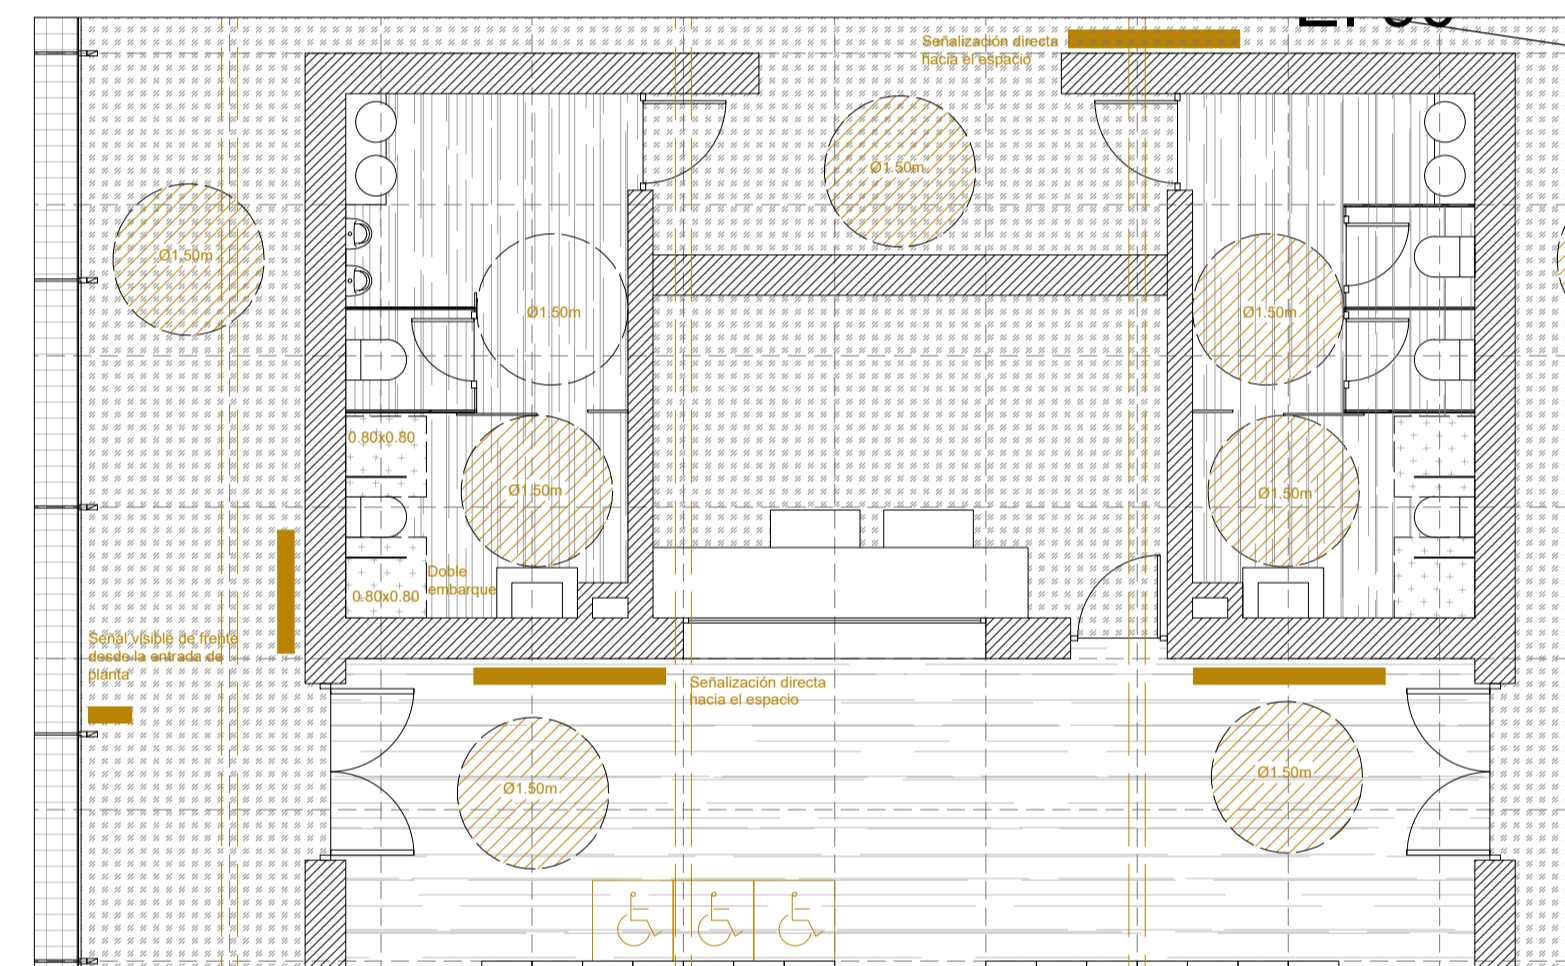 Señalización directa
hacia el espacio
Ø1.50m
Ø1.50m
Ø1.50m
Ø1.50m
0.80x0.80
Ø1.50m
Ø1.50m
Doble
embarque
0.80x0.80
Señal visible de frente
desde la entrada de
planta
Señalización directa
hacia el espacio
Ø1.50m
Ø1.50m